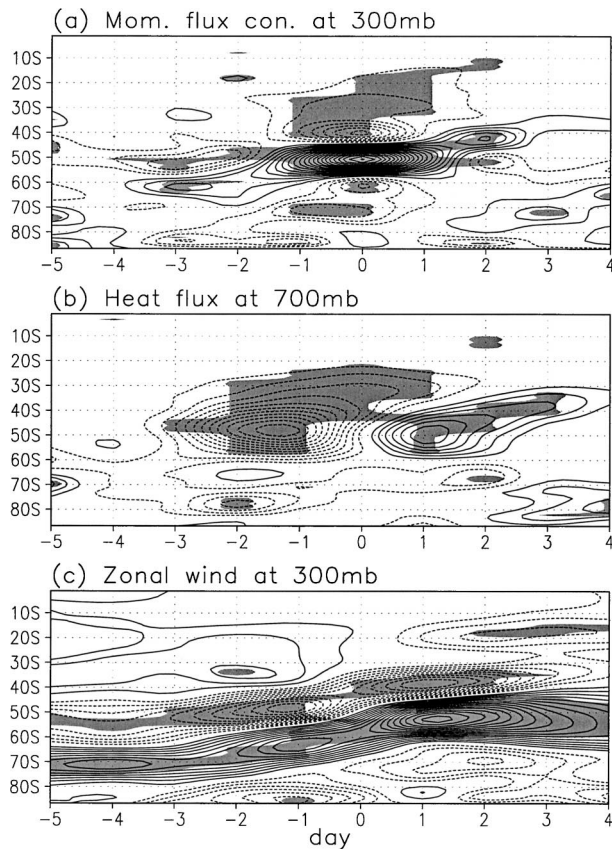 (a) Mom. flux con. at 300mb
10S
20S
30S
40S
50S
60S
70S
80S
-5 -4 -3 -2 -1 0 1 2 3 4
(b) Heat flux at 700mb
10S
20S
30S
40S
50S
60S
70S
80S
-5 -4 -3 -2 -1 0 1 2 3 4
(c) Zonal wind at 300mb
10S
20S
30S
40S
50S
60S
70S
80S
-5 -4 -3 -2 -1 0 1 2 3 4
day